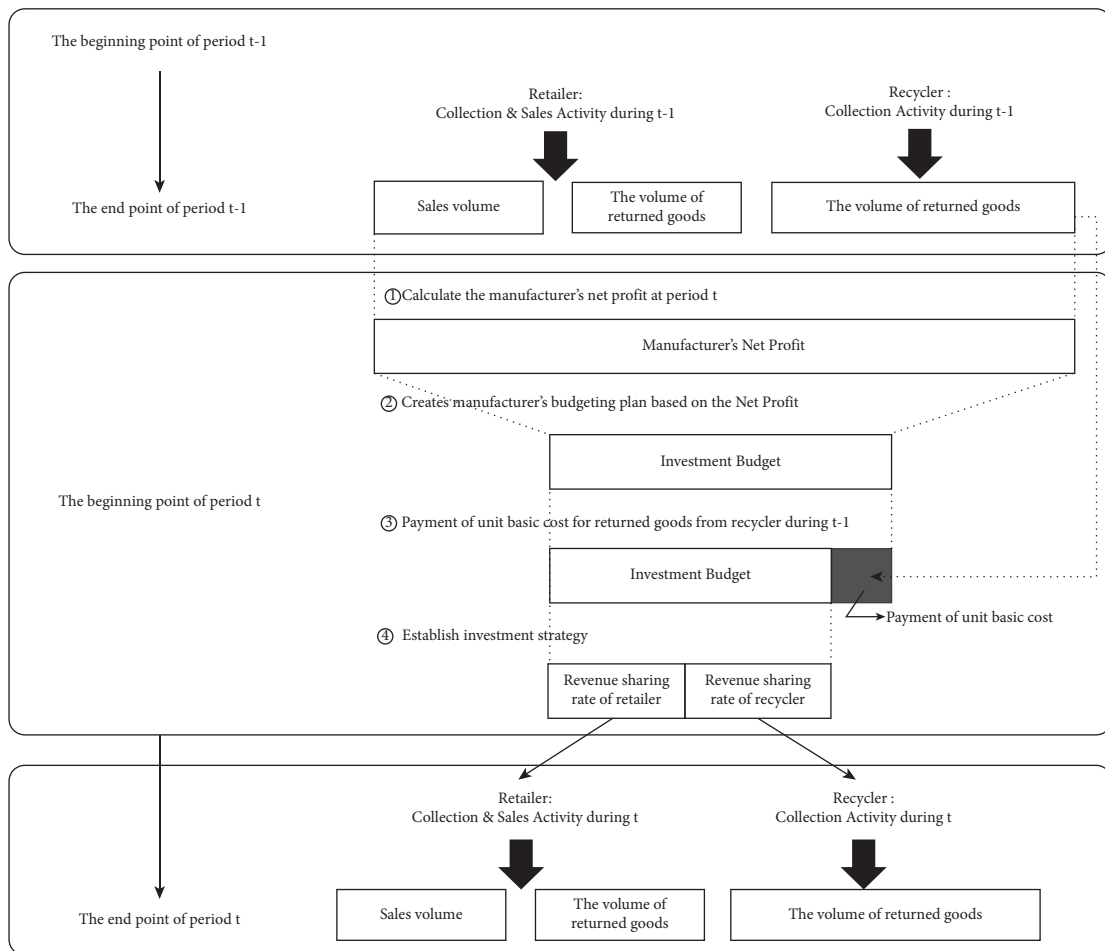 The beginning point of period t-1
Retailer:
Collection & Sales Activity during t-1
Recycler :
Collection Activity during t-1
The end point of period t-1
Sales volume
The volume of
returned goods
The volume of returned goods
① Calculate the manufacturer's net profit at period t
Manufacturer's Net Profit
② Creates manufacturer's budgeting plan based on the Net Profit
Investment Budget
The beginning point of period t
③ Payment of unit basic cost for returned goods from recycler during t-1
Investment Budget
Payment of unit basic cost
④ Establish investment strategy
Revenue sharing
rate of retailer
Revenue sharing
rate of recycler
Retailer:
Collection & Sales Activity during t
Recycler :
Collection Activity during t
The end point of period t
Sales volume
The volume of
returned goods
The volume of returned goods